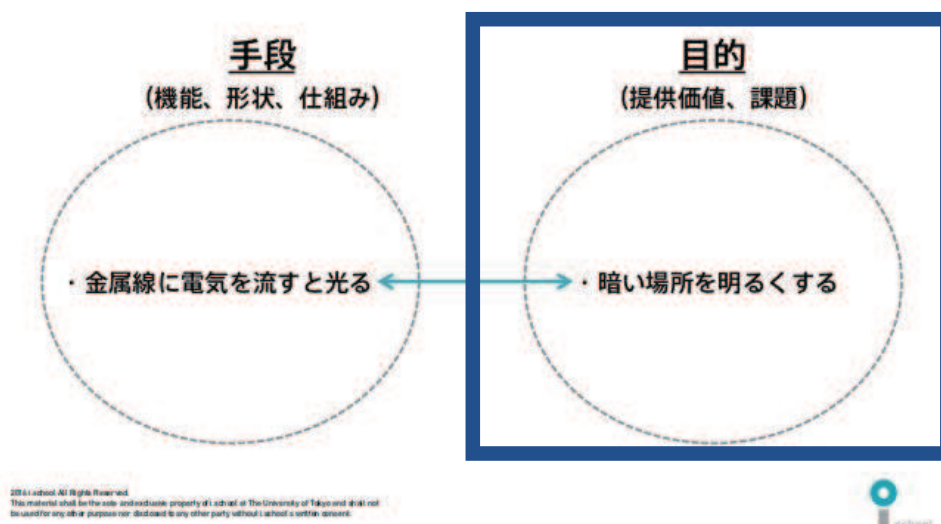 手段
(機能、形状、仕組み)
・金属線に電気を流すと光る
目的
(提供価値、課題)
・暗い場所を明るくする
2016 i.school All Rights Reserved.
This material shall be the sole and exclusive property of i.school at The University of Tokyo and shall not
be used for any other purpose nor disclosed to any other party without i.school's written consent.
i.school